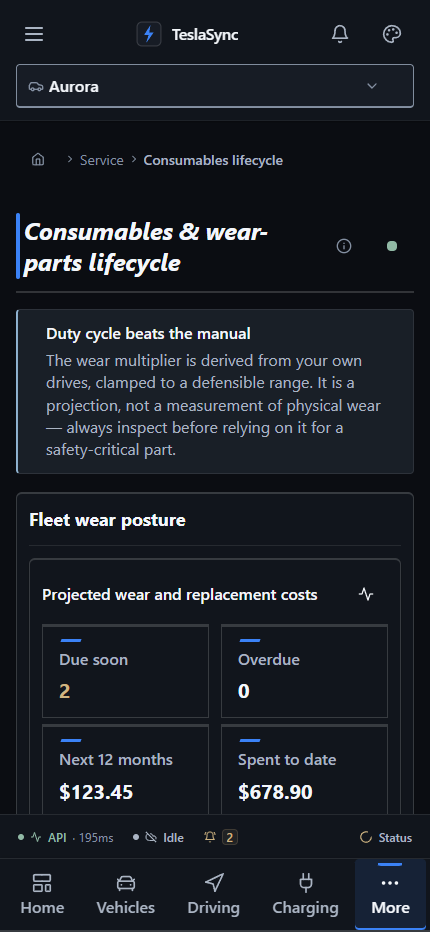 TeslaSync
Aurora
Service
Consumables lifecycle
Consumables & wear-
parts lifecycle
Duty cycle beats the manual
The wear multiplier is derived from your own
drives, clamped to a defensible range. It is a
projection, not a measurement of physical wear
— always inspect before relying on it for a
safety-critical part.
Fleet wear posture
Projected wear and replacement costs
Due soon
2
Overdue
0
Next 12 months
$123.45
Spent to date
$678.90
API · 195ms
Idle
2
Status
Home
Vehicles
Driving
Charging
More